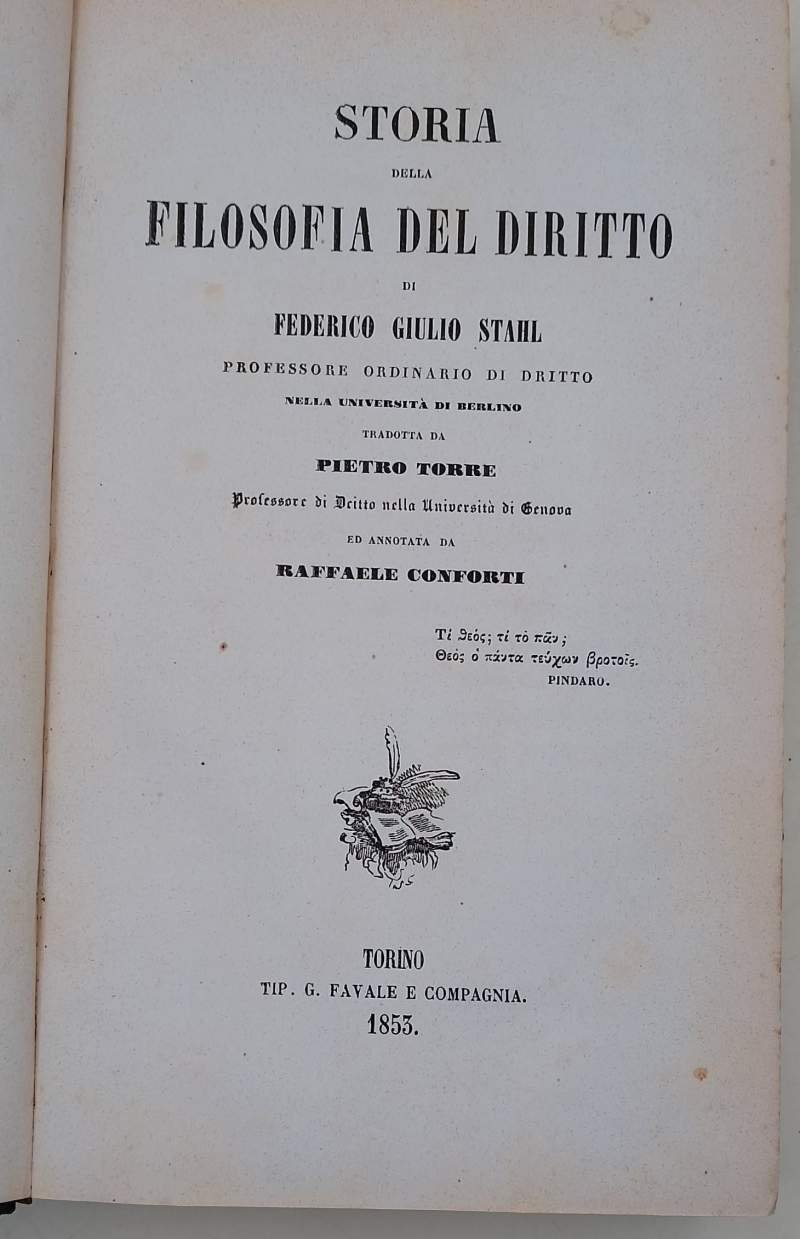 STORIA
DELLA
FILOSOFIA DEL DIRITTO
DI
FEDERICO GIULIO STAHL
PROFESSORE ORDINARIO DI DRITTO
NELLA UNIVERSITÀ DI BERLINO
TRADOTTA DA
PIETRO TORRE
Professore di Dritto nella Università di Genova
ED ANNOTATA DA
RAFFAELE CONFORTI
Τί ϑεός; τί τὸ πᾶν;
Θεὸς ὁ πάντα τεύχων βροτοῖς.
PINDARO.
TORINO
TIP. G. FAVALE E COMPAGNIA.
1853.